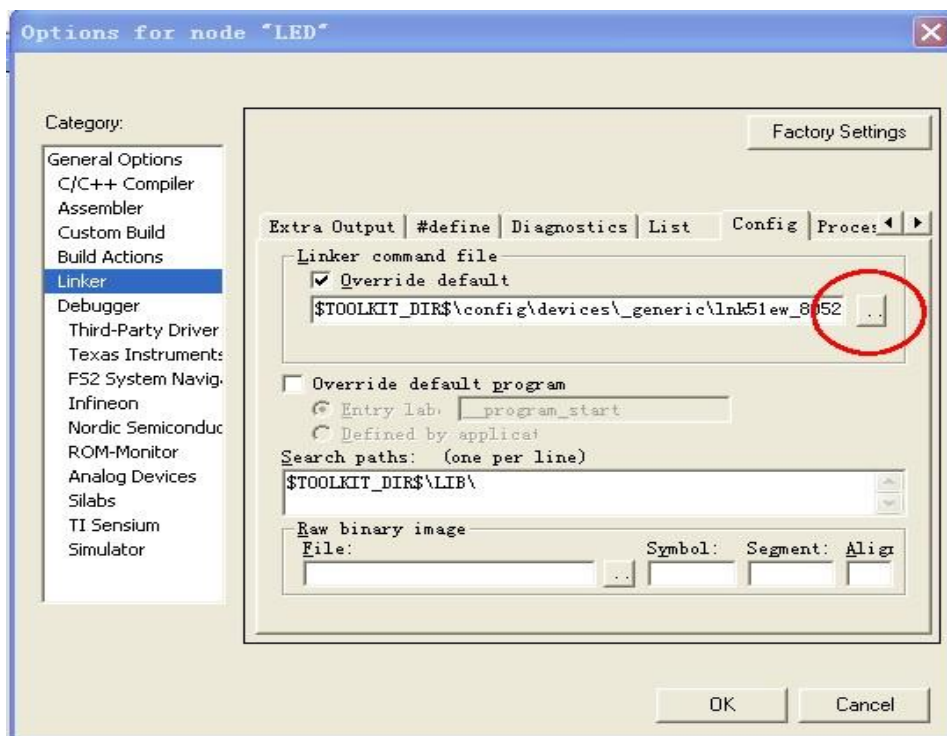 Options for node "LED"
Category:
Factory Settings
General Options
C/C++ Compiler
Assembler
Custom Build
Build Actions
Linker
Debugger
Third-Party Driver
Texas Instruments
FS2 System Navig
Infineon
Nordic Semiconduc
ROM-Monitor
Analog Devices
Silabs
TI Sensium
Simulator
Extra Output #define Diagnostics List Config Proces
Linker command file
Override default
$TOOLKIT_DIR$\config\devices\_generic\lnk51ew_8052
..
Override default program
Entry lab __program_start
Defined by applicat
Search paths: (one per line)
$TOOLKIT_DIR$\LIB\
Raw binary image
File: Symbol: Segment: Align
..
OK Cancel